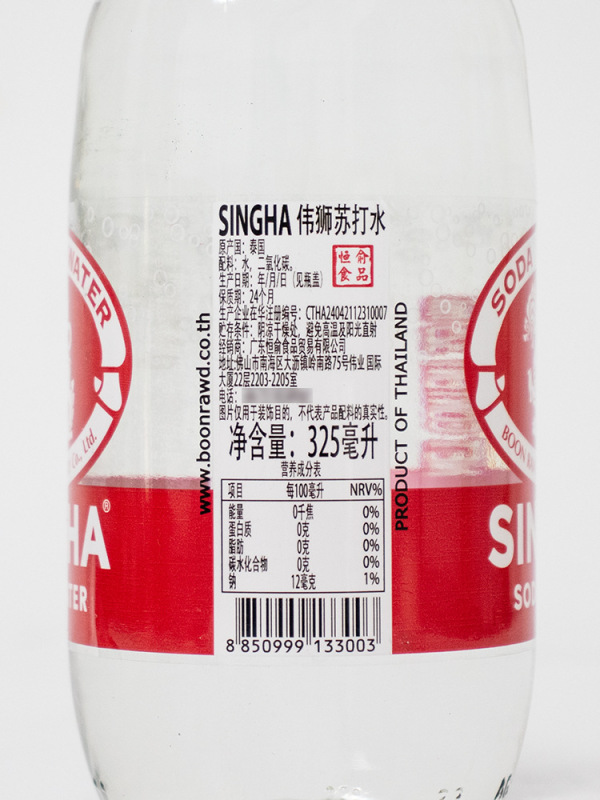 SINGHA 伟狮苏打水
原产国：泰国
配料：水，二氧化碳。
生产日期：年/月/日（见瓶盖）
恒俞
食品
保质期：24个月
生产企业在华注册编号：CTHA24042112310007
贮存条件：阴凉干燥处，避免高温及阳光直射
经销商：广东恒俞食品贸易有限公司
地址:佛山市南海区大沥镇岭南路75号伟业 国际
大厦22层2203-2205室
电话：
图片仅用于装饰目的，不代表产品配料的真实性。
净含量：325毫升
营养成分表
项目 每100毫升 NRV%
能量 0千焦 0%
蛋白质 0克 0%
脂肪 0克 0%
碳水化合物 0克 0%
钠 12毫克 1%
8 850999 133003
www.boonrawd.co.th
PRODUCT OF THAILAND
WATER
Co., Ltd.
HA®
TER
SODA
BOON
SIN
SO